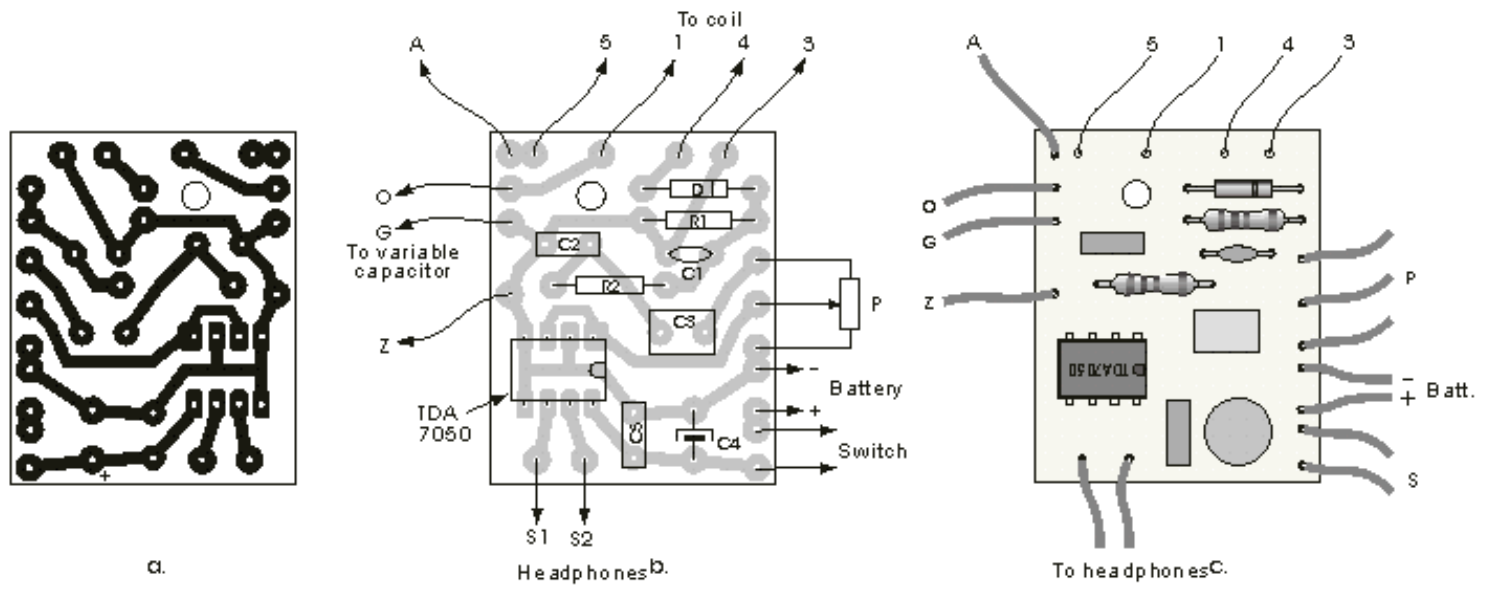 +
a.
To coil
A 5 1 4 3
O
G
To variable
capacitor
Z
D
R1
C2
C1
R2
C3
P
TDA
7050
C5
C4
-
Battery
+
Switch
S1 S2
Headphones b.
A 5 1 4 3
O
G
Z
P
TDA7050
-
+ Batt.
S
To headphones c.